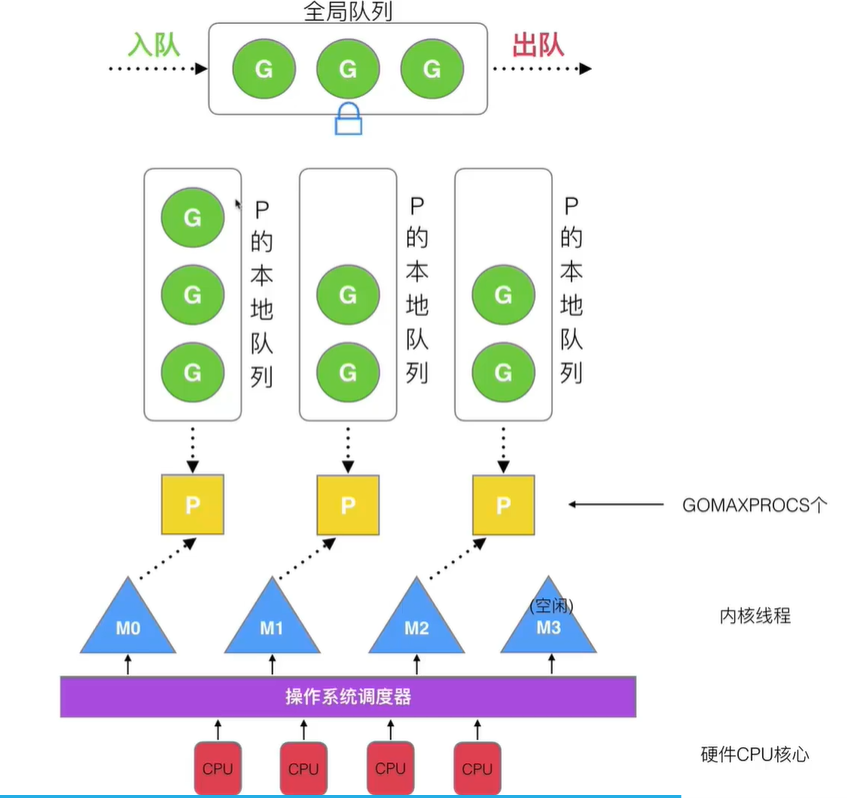 全局队列
入队
出队
G G G
G
G
G
P的本地队列
G
G
P的本地队列
G
G
P的本地队列
P P P
GOMAXPROCS个
M0
M1
M2
(空闲)
M3
内核线程
操作系统调度器
CPU CPU CPU CPU
硬件CPU核心